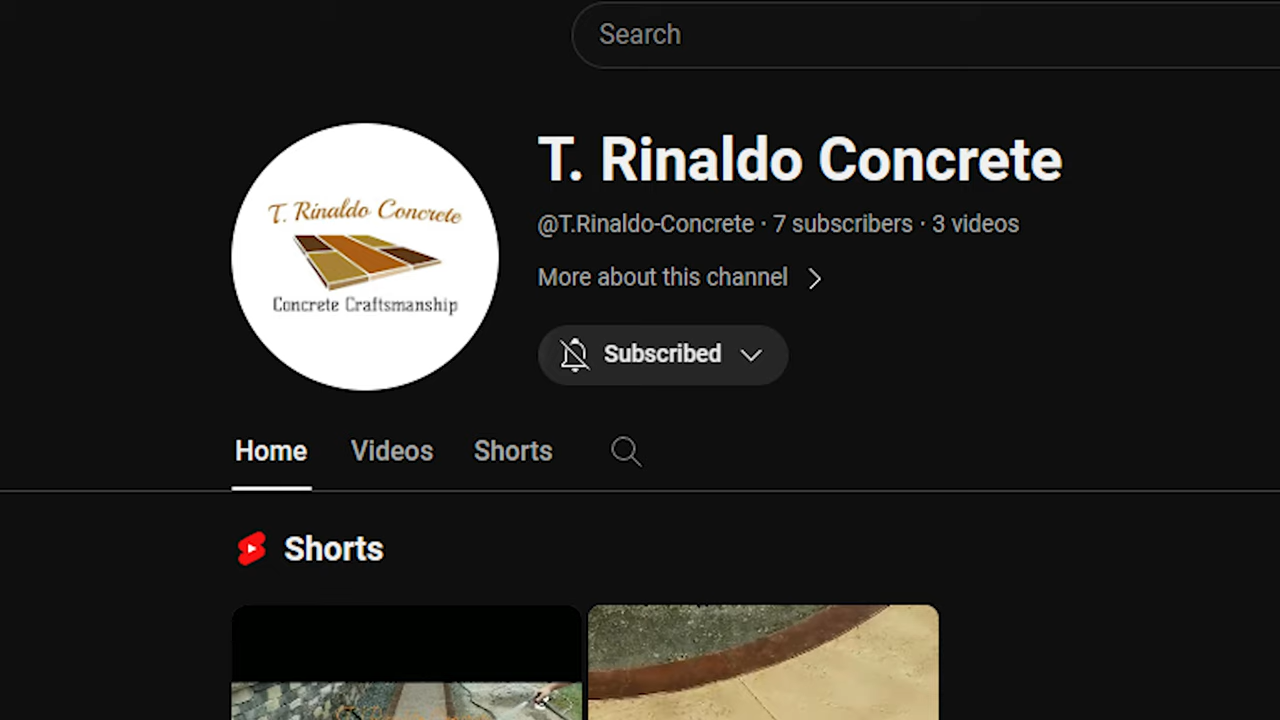 Search
T. Rinaldo Concrete
Concrete Craftsmanship
T. Rinaldo Concrete
@T.Rinaldo-Concrete · 7 subscribers · 3 videos
More about this channel
Subscribed
Home Videos Shorts
Shorts